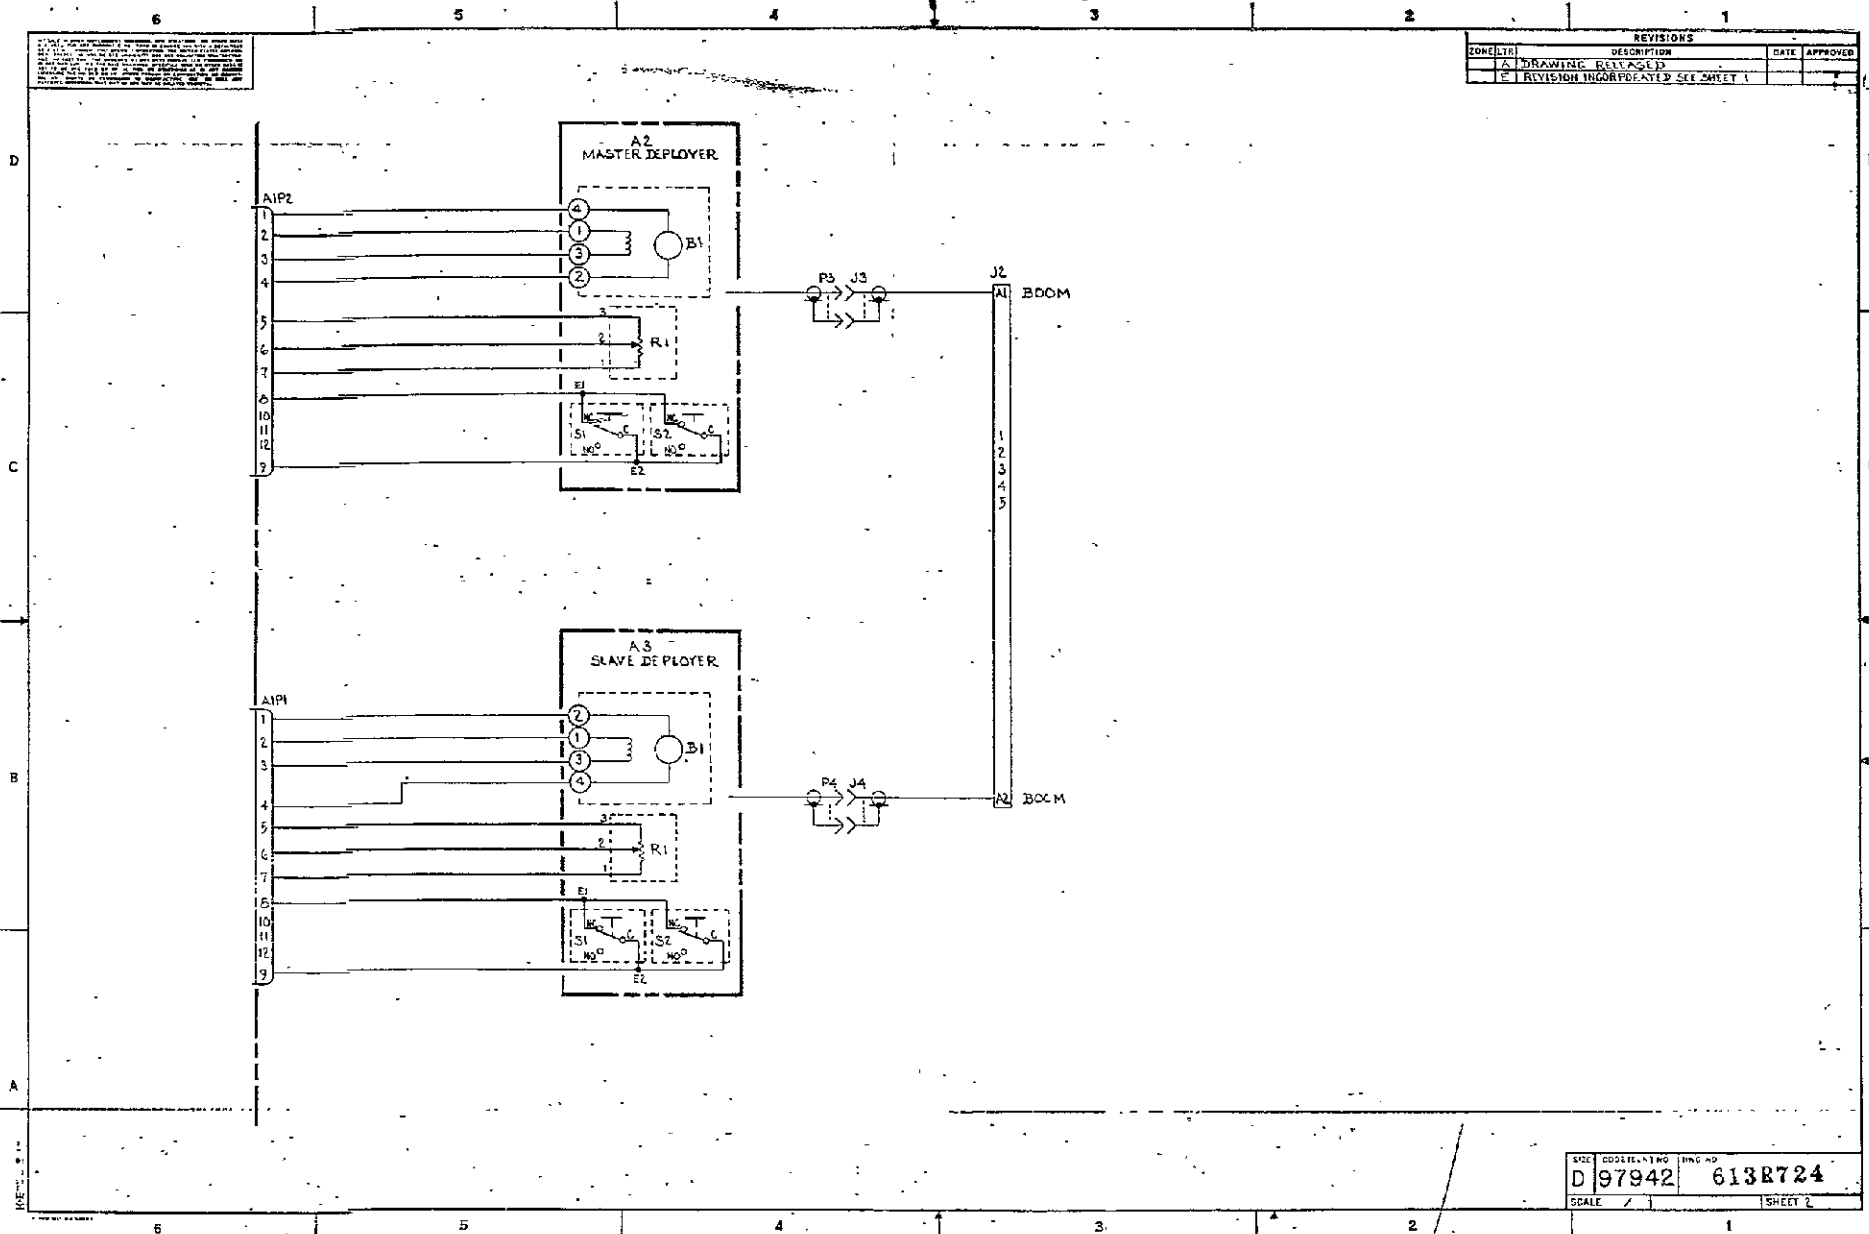 6 5 4 3 2 1
REVISIONS
ZONE LTR DESCRIPTION DATE APPROVED
A DRAWING RELEASED
E REVISION INCORPORATED SEE SHEET 1
D
C
B
A
A2
MASTER DEPLOYER
A1P2
1
2
3
4
5
6
7
8
10
11
12
9
4
1
3
2
B1
3
2
1
R1
E1
NC
S1
C
NO
NC
S2
C
NO
E2
P3 J3
J2
A1 BOOM
1
2
3
4
5
A3
SLAVE DEPLOYER
A1P1
1
2
3
4
5
6
7
8
10
11
12
9
2
1
3
4
B1
3
2
1
R1
E1
NC
S1
C
NO
NC
S2
C
NO
E2
P4 J4
A2 BOOM
SIZE CODE IDENT NO DWG NO
D 97942 613R724
SCALE SHEET 2
6 5 4 3 2 1